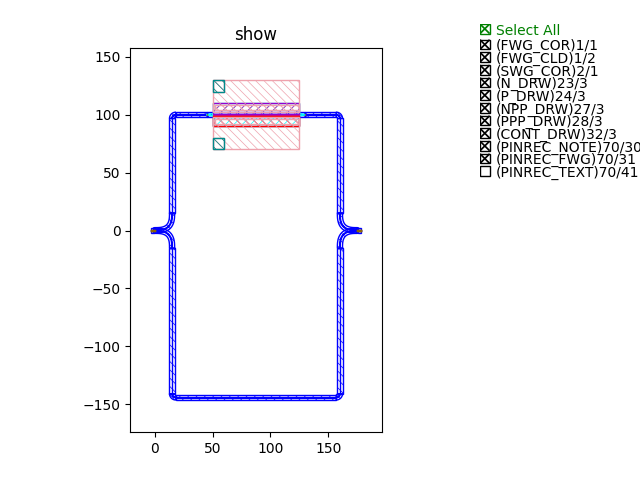 show
150
100
50
0
−50
−100
−150
0
50
100
150
Select All
(FWG_COR)1/1
(FWG_CLD)1/2
(SWG_COR)2/1
(N_DRW)23/3
(P_DRW)24/3
(NPP_DRW)27/3
(PPP_DRW)28/3
(CONT_DRW)32/3
(PINREC_NOTE)70/30
(PINREC_FWG)70/31
(PINREC_TEXT)70/41